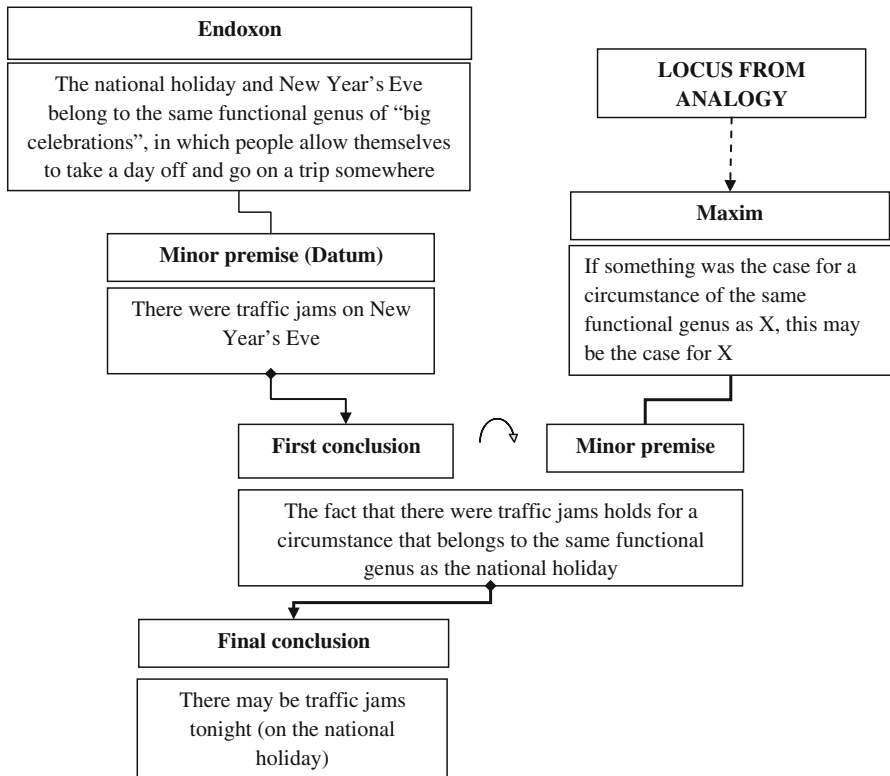 Endoxon
The national holiday and New Year’s Eve
belong to the same functional genus of “big
celebrations”, in which people allow themselves
to take a day off and go on a trip somewhere
LOCUS FROM
ANALOGY
Maxim
If something was the case for a
circumstance of the same
functional genus as X, this may
be the case for X
Minor premise (Datum)
There were traffic jams on New
Year’s Eve
First conclusion
Minor premise
The fact that there were traffic jams holds for a
circumstance that belongs to the same functional
genus as the national holiday
Final conclusion
There may be traffic jams
tonight (on the national
holiday)